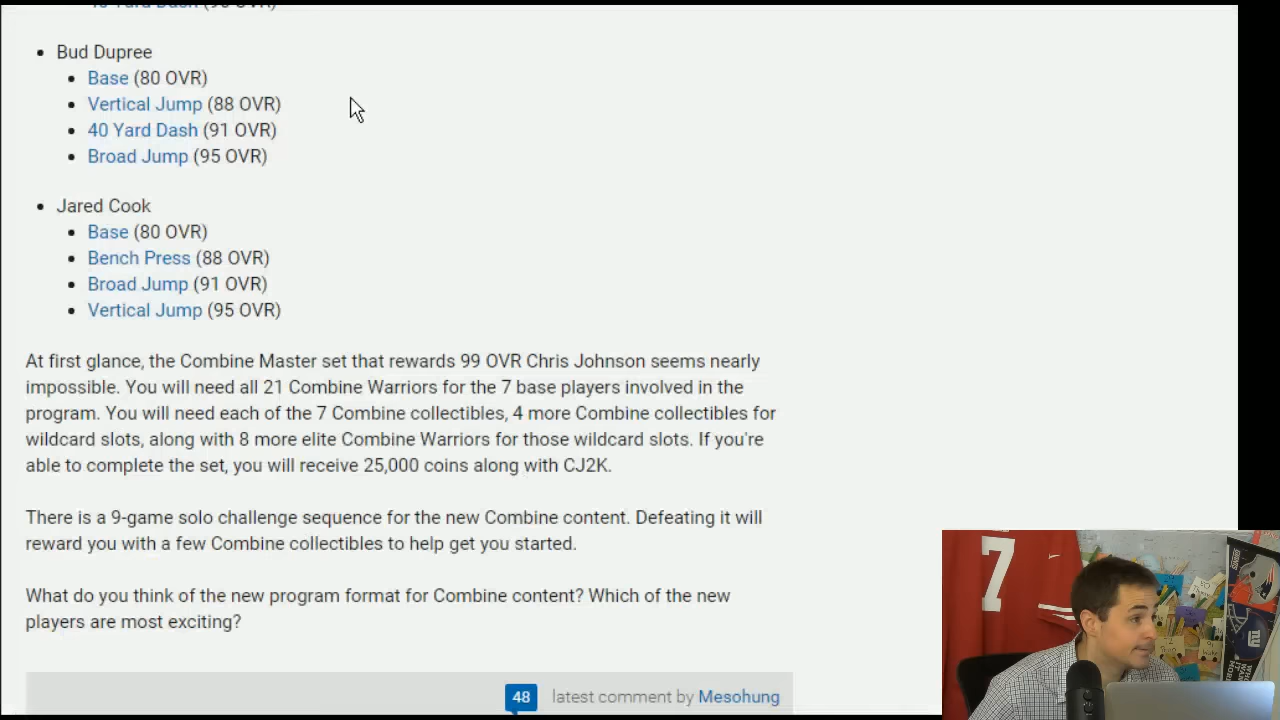 40 Yard Dash
Bud Dupree
Base (80 OVR)
Vertical Jump (88 OVR)
40 Yard Dash (91 OVR)
Broad Jump (95 OVR)
Jared Cook
Base (80 OVR)
Bench Press (88 OVR)
Broad Jump (91 OVR)
Vertical Jump (95 OVR)
At first glance, the Combine Master set that rewards 99 OVR Chris Johnson seems nearly
impossible. You will need all 21 Combine Warriors for the 7 base players involved in the
program. You will need each of the 7 Combine collectibles, 4 more Combine collectibles for
wildcard slots, along with 8 more elite Combine Warriors for those wildcard slots. If you're
able to complete the set, you will receive 25,000 coins along with CJ2K.
There is a 9-game solo challenge sequence for the new Combine content. Defeating it will
reward you with a few Combine collectibles to help get you started.
What do you think of the new program format for Combine content? Which of the new
players are most exciting?
48 latest comment by Mesohung
7